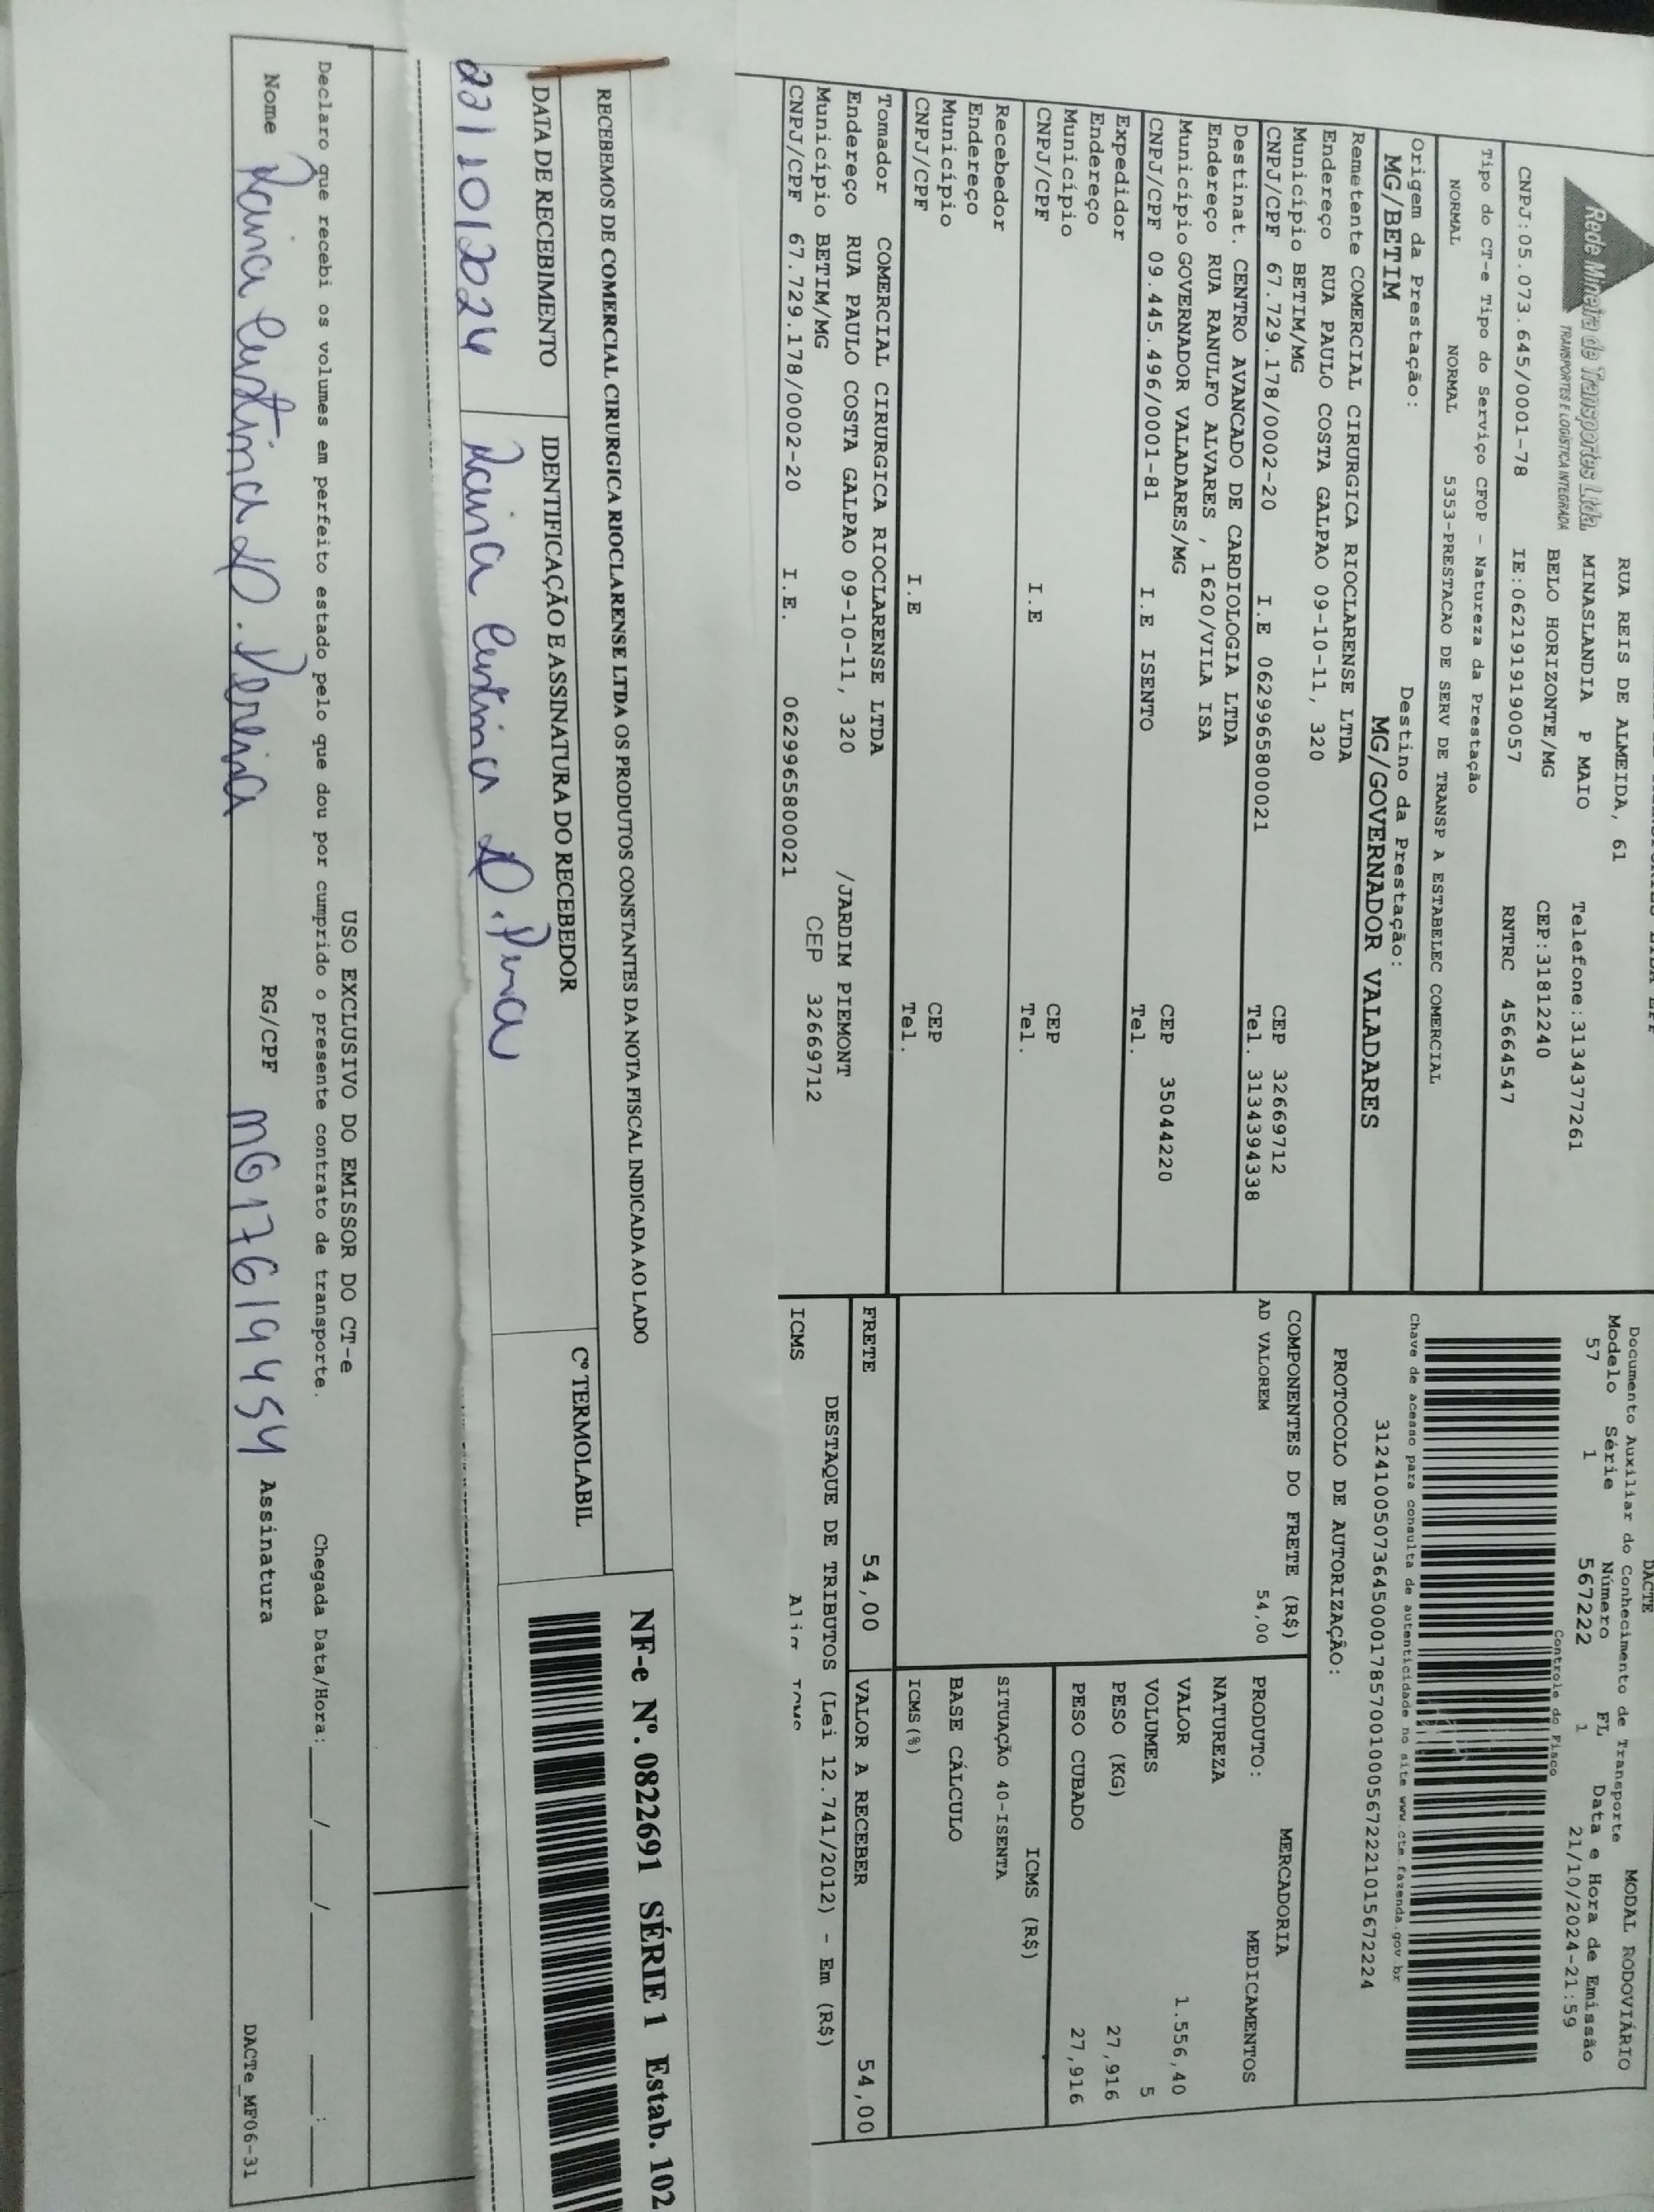 RUA REIS DE ALMEIDA, 61
Rede Mineira de Transportes Ltda.
TRANSPORTES E LOGÍSTICA INTEGRADA
MINASLANDIA P MAIO
Telefone:3134377261
BELO HORIZONTE/MG
CEP:31812240
CNPJ:05.073.645/0001-78 IE:0621919190057 RNTRC 45664547
Tipo do CT-e Tipo do Serviço CFOP - Natureza da Prestação
NORMAL NORMAL 5353-PRESTACAO DE SERV DE TRANSP A ESTABELEC COMERCIAL
Origem da Prestação: Destino da Prestação:
MG/BETIM MG/GOVERNADOR VALADARES
Remetente COMERCIAL CIRURGICA RIOCLARENSE LTDA
Endereço RUA PAULO COSTA GALPAO 09-10-11, 320
Município BETIM/MG CEP 32669712
CNPJ/CPF 67.729.178/0002-20 I.E 0629965800021 Tel. 3134394338
Destinat. CENTRO AVANCADO DE CARDIOLOGIA LTDA
Endereço RUA RANULFO ALVARES , 1620/VILA ISA
Município GOVERNADOR VALADARES/MG CEP 35044220
CNPJ/CPF 09.445.496/0001-81 I.E ISENTO Tel.
Expedidor
Endereço
Município CEP
CNPJ/CPF I.E Tel.
Recebedor
Endereço
Município CEP
CNPJ/CPF I.E Tel.
Tomador COMERCIAL CIRURGICA RIOCLARENSE LTDA
Endereço RUA PAULO COSTA GALPAO 09-10-11, 320 /JARDIM PIEMONT
Município BETIM/MG CEP 32669712
CNPJ/CPF 67.729.178/0002-20 I.E. 0629965800021
DACTE
Documento Auxiliar do Conhecimento de Transporte MODAL RODOVIÁRIO
Modelo Série Número FL Data e Hora de Emissão
57 1 567222 1 21/10/2024-21:59
Controle do Fisco
Chave de acesso para consulta de autenticidade no site www.cte.fazenda.gov.br
31241005073645000178570010005672221015672224
PROTOCOLO DE AUTORIZAÇÃO:
COMPONENTES DO FRETE (R$)
AD VALOREM 54,00
MERCADORIA
PRODUTO: MEDICAMENTOS
NATUREZA
VALOR 1.556,40
VOLUMES 5
PESO (KG) 27,916
PESO CUBADO 27,916
ICMS (R$)
SITUAÇÃO 40-ISENTA
BASE CÁLCULO
ICMS(%)
FRETE 54,00 VALOR A RECEBER 54,00
DESTAQUE DE TRIBUTOS (Lei 12.741/2012) - Em (R$)
ICMS Aliq ICMS
RECEBEMOS DE COMERCIAL CIRURGICA RIOCLARENSE LTDA OS PRODUTOS CONSTANTES DA NOTA FISCAL INDICADA AO LADO
DATA DE RECEBIMENTO IDENTIFICAÇÃO E ASSINATURA DO RECEBEDOR Cº TERMOLABIL
22/10/2024 Cristina D.
NF-e Nº. 0822691 SÉRIE 1 Estab. 102
USO EXCLUSIVO DO EMISSOR DO CT-e
Declaro que recebi os volumes em perfeito estado pelo que dou por cumprido o presente contrato de transporte. Chegada Data/Hora:___/___/____ ___:___
Nome Cristina D. Pereira RG/CPF MG17619454 Assinatura
DACTe_MF06-31